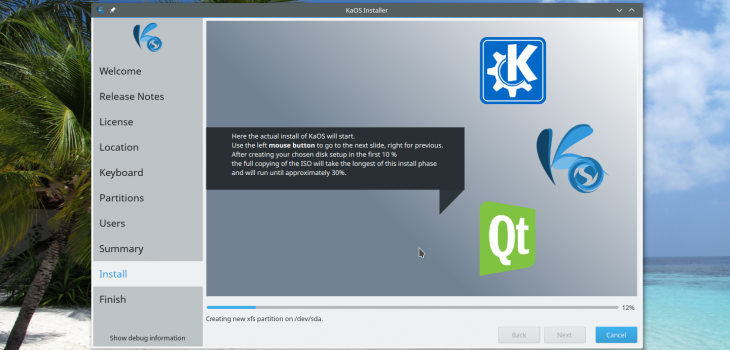 KaOS Installer
Welcome
Release Notes
License
Location
Keyboard
Partitions
Users
Summary
Install
Finish
Show debug information
K
Here the actual install of KaOS will start.
Use the left mouse button to go to the next slide, right for previous.
After creating your chosen disk setup in the first 10 %
the full copying of the ISO will take the longest of this install phase
and will run until approximately 30%.
Qt
12%
Creating new xfs partition on /dev/sda.
Back
Next
Cancel